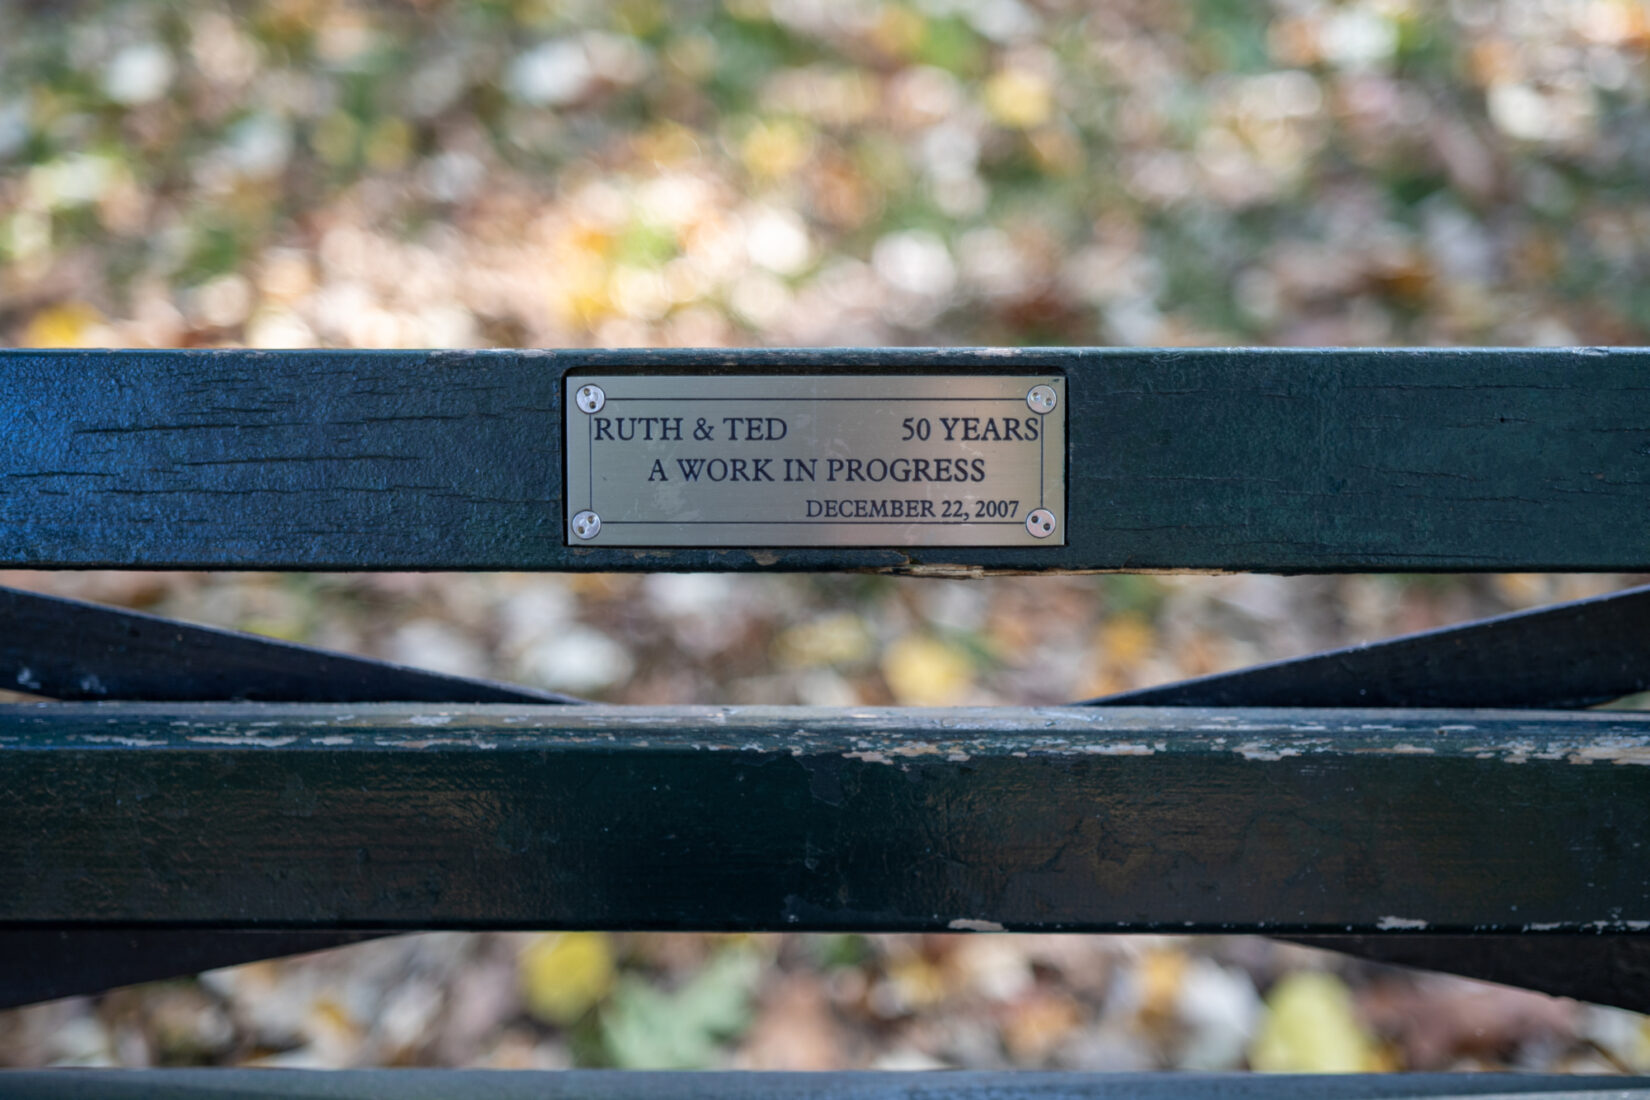 RUTH & TED 50 YEARS
A WORK IN PROGRESS
DECEMBER 22, 2007